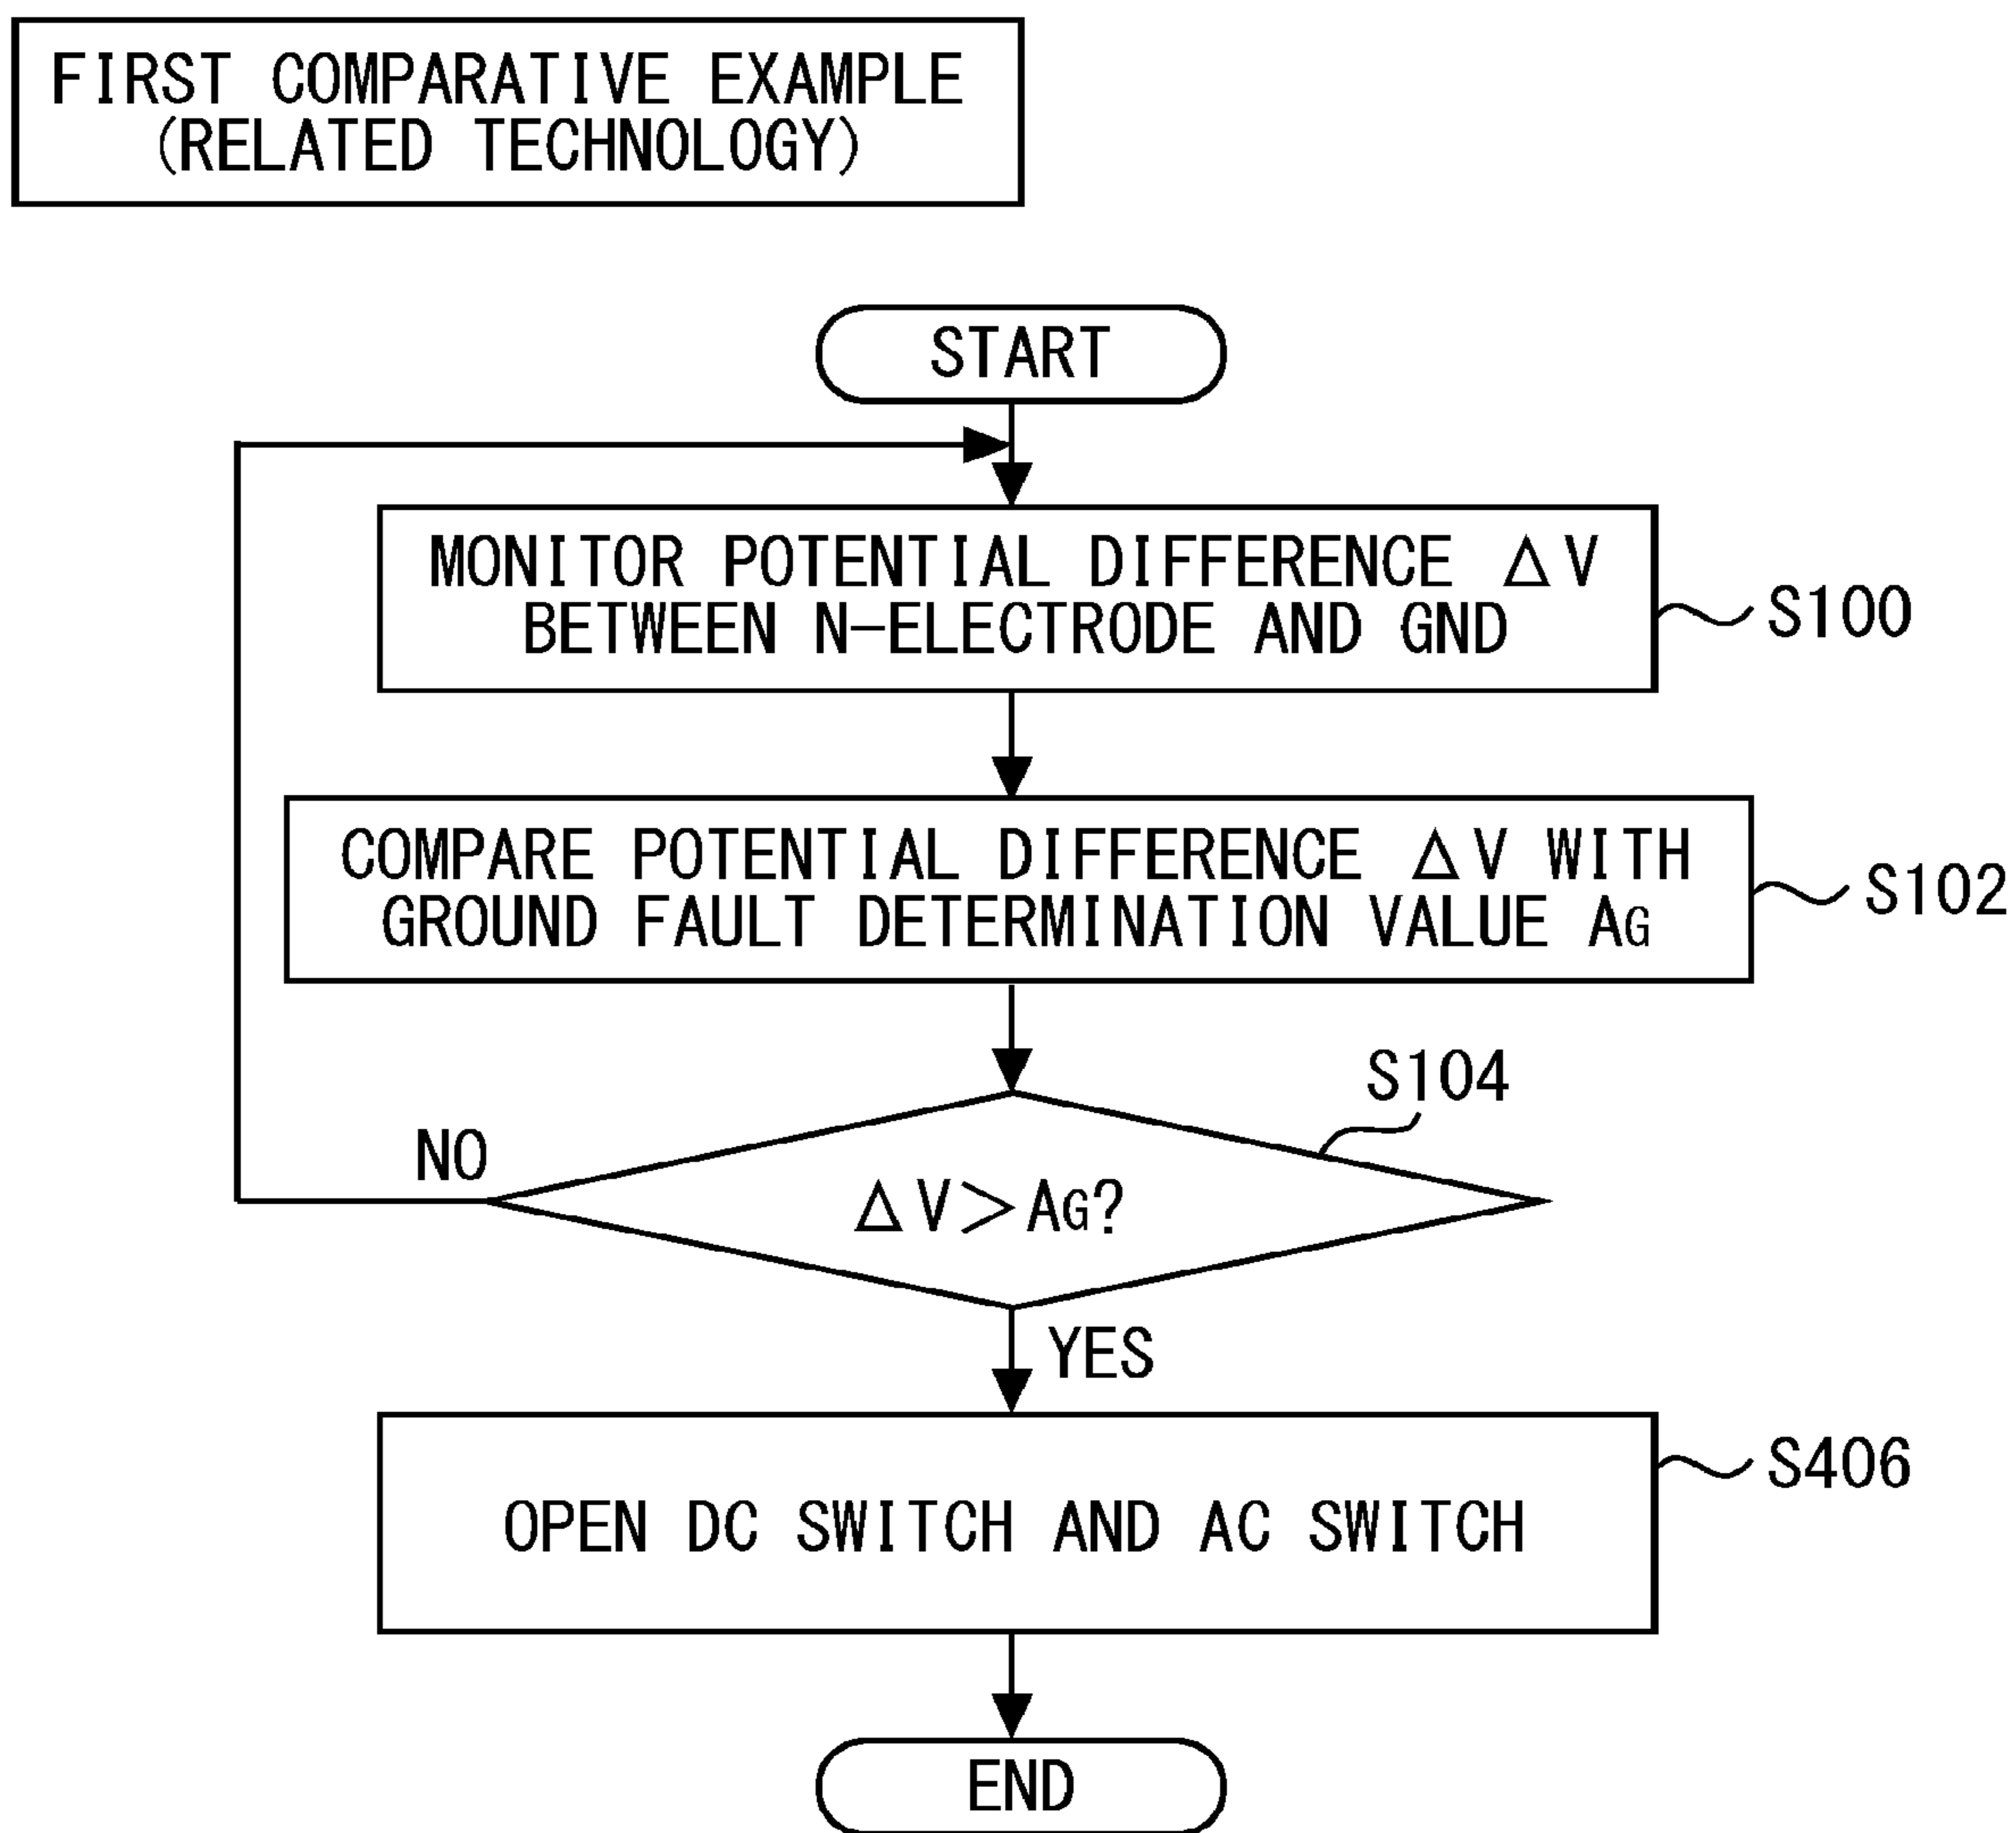 FIRST COMPARATIVE EXAMPLE
(RELATED TECHNOLOGY)
START
MONITOR POTENTIAL DIFFERENCE ΔV
BETWEEN N-ELECTRODE AND GND
S100
COMPARE POTENTIAL DIFFERENCE ΔV WITH
GROUND FAULT DETERMINATION VALUE AG
S102
S104
NO
ΔV>AG?
YES
S406
OPEN DC SWITCH AND AC SWITCH
END